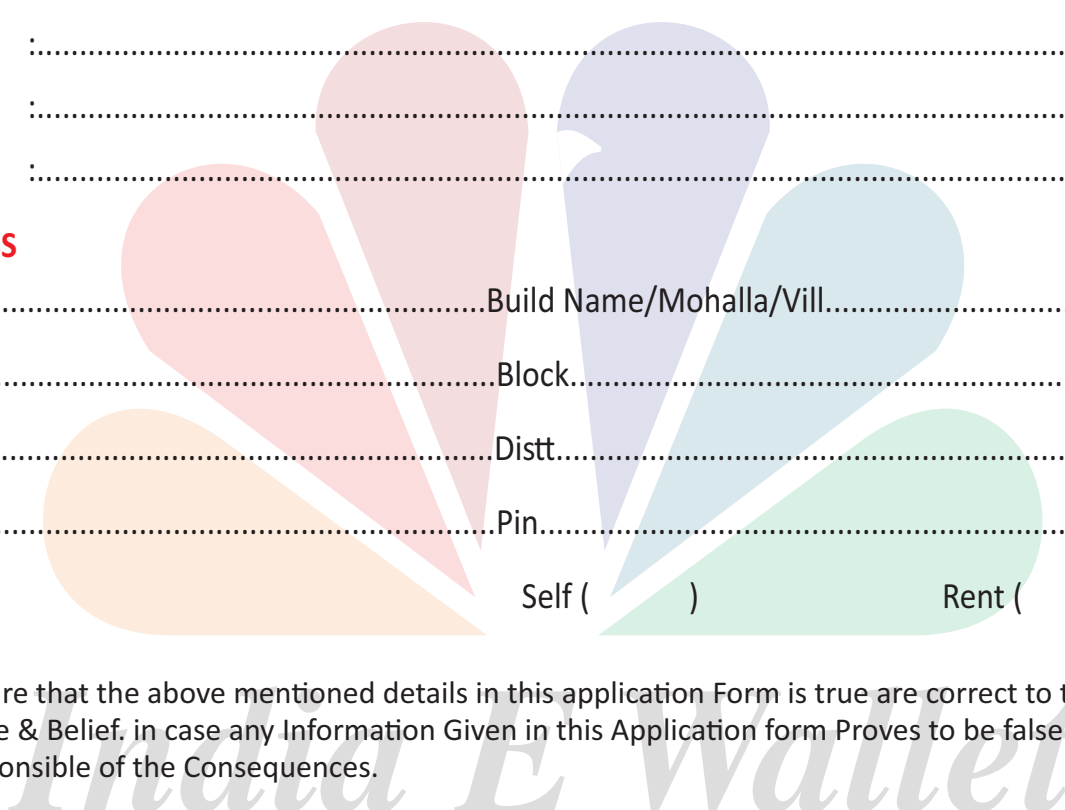 :..........................................................................................
:..........................................................................................
:..........................................................................................
S
..........................................................Build Name/Mohalla/Vill..............................
..........................................................Block..........................................................
..........................................................Distt..........................................................
..........................................................Pin..........................................................
Self ( ) Rent (
re that the above mentioned details in this application Form is true are correct to t
e & Belief. in case any Information Given in this Application form Proves to be false
onsible of the Consequences.
India E Wallet